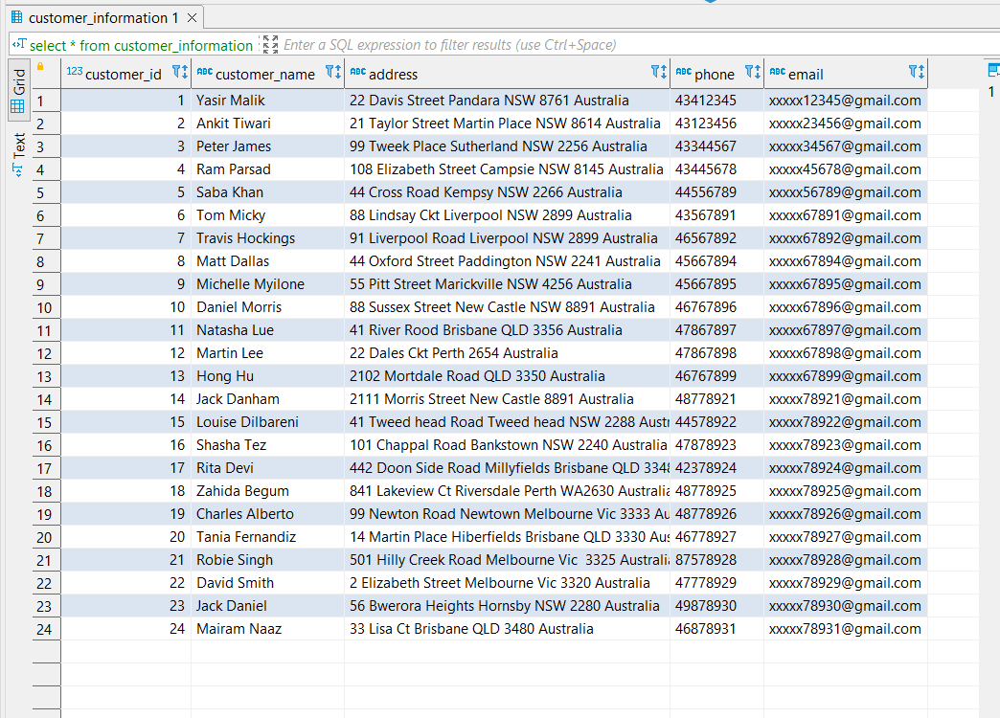 customer_information 1
select * from customer_information Enter a SQL expression to filter results (use Ctrl+Space)
Grid
Text
123 customer_id ABC customer_name ABC address ABC phone ABC email
1 1 Yasir Malik 22 Davis Street Pandara NSW 8761 Australia 43412345 xxxxx12345@gmail.com 1
2 2 Ankit Tiwari 21 Taylor Street Martin Place NSW 8614 Australia 43123456 xxxxx23456@gmail.com
3 3 Peter James 99 Tweek Place Sutherland NSW 2256 Australia 43344567 xxxxx34567@gmail.com
4 4 Ram Parsad 108 Elizabeth Street Campsie NSW 8145 Australia 43445678 xxxxx45678@gmail.com
5 5 Saba Khan 44 Cross Road Kempsy NSW 2266 Australia 44556789 xxxxx56789@gmail.com
6 6 Tom Micky 88 Lindsay Ckt Liverpool NSW 2899 Australia 43567891 xxxxx67891@gmail.com
7 7 Travis Hockings 91 Liverpool Road Liverpool NSW 2899 Australia 46567892 xxxxx67892@gmail.com
8 8 Matt Dallas 44 Oxford Street Paddington NSW 2241 Australia 45667894 xxxxx67894@gmail.com
9 9 Michelle Myilone 55 Pitt Street Marickville NSW 4256 Australia 45667895 xxxxx67895@gmail.com
10 10 Daniel Morris 88 Sussex Street New Castle NSW 8891 Australia 46767896 xxxxx67896@gmail.com
11 11 Natasha Lue 41 River Rood Brisbane QLD 3356 Australia 47867897 xxxxx67897@gmail.com
12 12 Martin Lee 22 Dales Ckt Perth 2654 Australia 47867898 xxxxx67898@gmail.com
13 13 Hong Hu 2102 Mortdale Road QLD 3350 Australia 46767899 xxxxx67899@gmail.com
14 14 Jack Danham 2111 Morris Street New Castle 8891 Australia 48778921 xxxxx78921@gmail.com
15 15 Louise Dilbareni 41 Tweed head Road Tweed head NSW 2288 Austr 44578922 xxxxx78922@gmail.com
16 16 Shasha Tez 101 Chappal Road Bankstown NSW 2240 Australia 47878923 xxxxx78923@gmail.com
17 17 Rita Devi 442 Doon Side Road Millyfields Brisbane QLD 348 42378924 xxxxx78924@gmail.com
18 18 Zahida Begum 841 Lakeview Ct Riversdale Perth WA2630 Australia 48778925 xxxxx78925@gmail.com
19 19 Charles Alberto 99 Newton Road Newtown Melbourne Vic 3333 Au 48778926 xxxxx78926@gmail.com
20 20 Tania Fernandiz 14 Martin Place Hiberfields Brisbane QLD 3330 Aus 46778927 xxxxx78927@gmail.com
21 21 Robie Singh 501 Hilly Creek Road Melbourne Vic 3325 Australi 87578928 xxxxx78928@gmail.com
22 22 David Smith 2 Elizabeth Street Melbourne Vic 3320 Australia 47778929 xxxxx78929@gmail.com
23 23 Jack Daniel 56 Bwerora Heights Hornsby NSW 2280 Australia 49878930 xxxxx78930@gmail.com
24 24 Mairam Naaz 33 Lisa Ct Brisbane QLD 3480 Australia 46878931 xxxxx78931@gmail.com